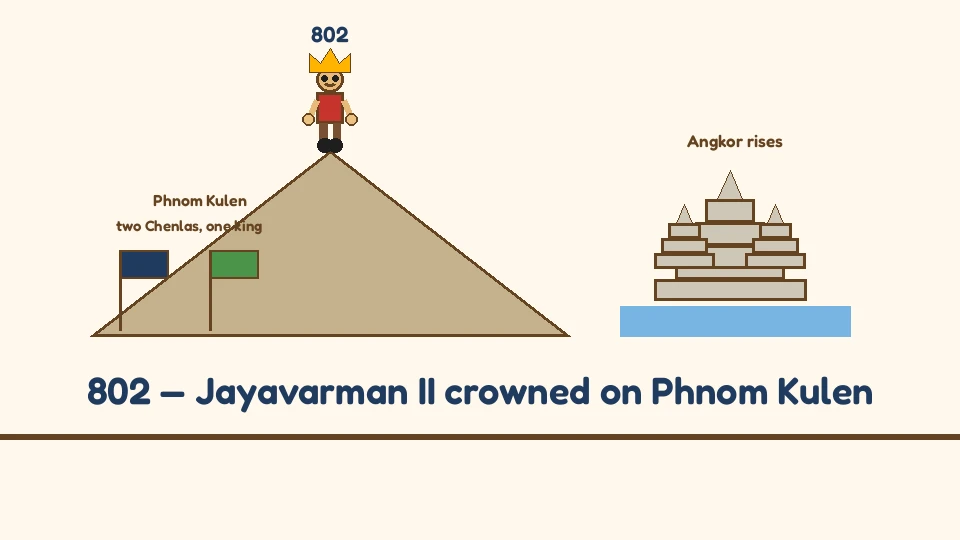 802
Angkor rises
Phnom Kulen
two Chenlas, one king
802 — Jayavarman II crowned on Phnom Kulen